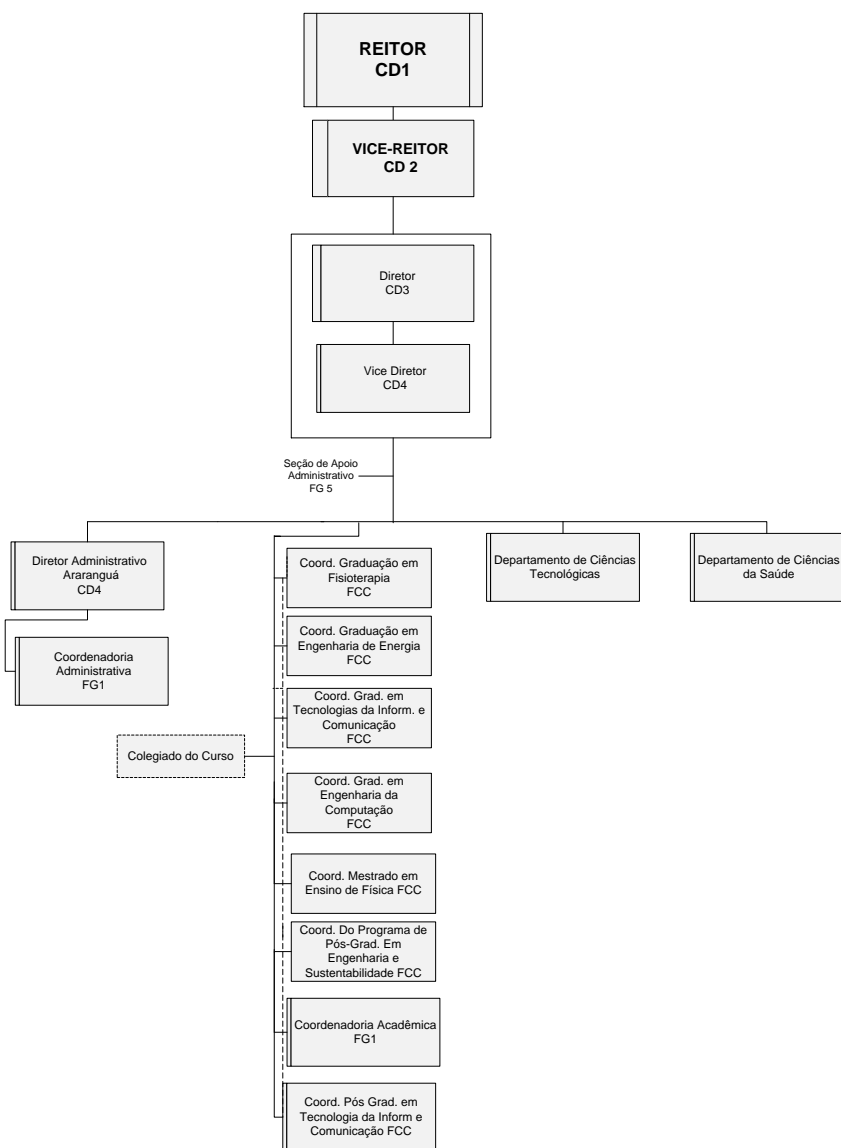 REITOR
CD1
VICE-REITOR
CD 2
Diretor
CD3
Vice Diretor
CD4
Seção de Apoio
Administrativo
FG 5
Diretor Administrativo
Araranguá
CD4
Coordenadoria
Administrativa
FG1
Colegiado do Curso
Coord. Graduação em
Fisioterapia
FCC
Coord. Graduação em
Engenharia de Energia
FCC
Coord. Grad. em
Tecnologias da Inform. e
Comunicação
FCC
Coord. Grad. em
Engenharia da
Computação
FCC
Coord. Mestrado em
Ensino de Física FCC
Coord. Do Programa de
Pós-Grad. Em
Engenharia e
Sustentabilidade FCC
Coordenadoria Acadêmica
FG1
Coord. Pós Grad. em
Tecnologia da Inform e
Comunicação FCC
Departamento de Ciências
Tecnológicas
Departamento de Ciências
da Saúde